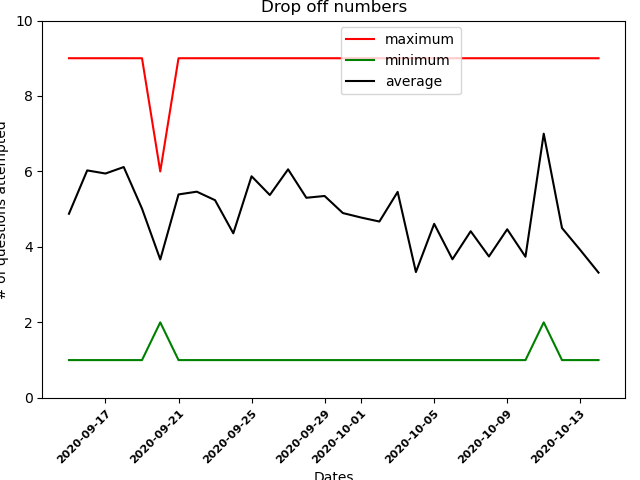 Drop off numbers
maximum
minimum
average
# of questions attempted
10
8
6
4
2
0
2020-09-17
2020-09-21
2020-09-25
2020-09-29
2020-10-01
2020-10-05
2020-10-09
2020-10-13
Dates